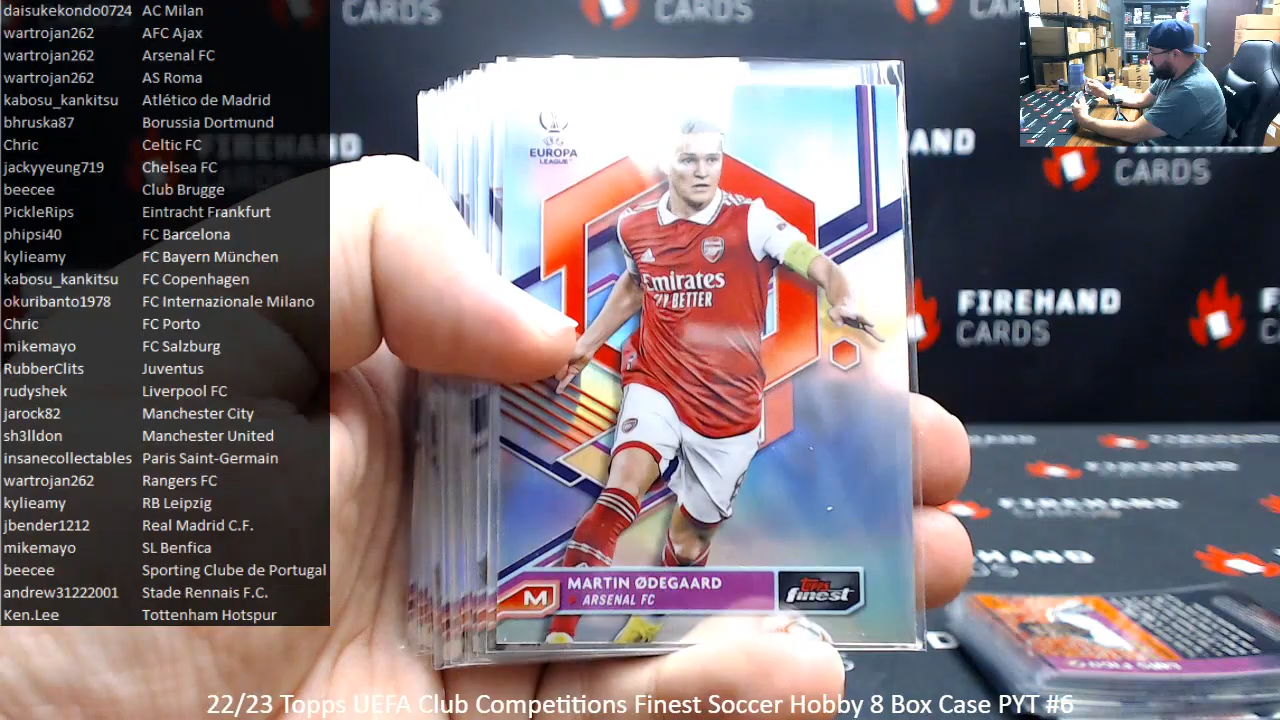 daisukekondo0724 AC Milan
wartrojan262 AFC Ajax
wartrojan262 Arsenal FC
wartrojan262 AS Roma
kabosu_kankitsu Atlético de Madrid
bhruska87 Borussia Dortmund
Chric Celtic FC
jackyyeung719 Chelsea FC
beecee Club Brugge
PickleRips Eintracht Frankfurt
phipsi40 FC Barcelona
kylieamy FC Bayern München
kabosu_kankitsu FC Copenhagen
okuribanto1978 FC Internazionale Milano
Chric FC Porto
mikemayo FC Salzburg
RubberClits Juventus
rudyshek Liverpool FC
jarock82 Manchester City
sh3lldon Manchester United
insanecollectables Paris Saint-Germain
wartrojan262 Rangers FC
kylieamy RB Leipzig
jbender1212 Real Madrid C.F.
mikemayo SL Benfica
beecee Sporting Clube de Portugal
andrew31222001 Stade Rennais F.C.
Ken.Lee Tottenham Hotspur
CARDS
CARDS
FIREHAND
CARDS
FIREHAND
CARDS
EUROPA
LEAGUE
Emirates
FLY BETTER
M
MARTIN ØDEGAARD
ARSENAL FC
Topps
finest
22/23 Topps UEFA Club Competitions Finest Soccer Hobby 8 Box Case PYT #6